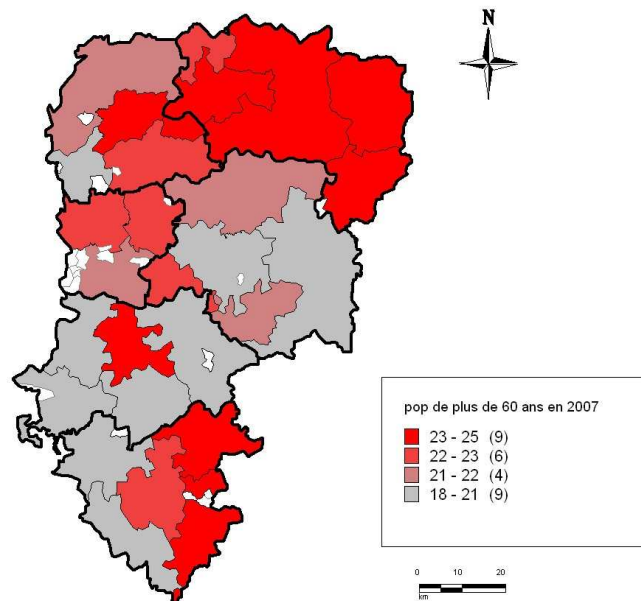 N
pop de plus de 60 ans en 2007
23 - 25 (9)
22 - 23 (6)
21 - 22 (4)
18 - 21 (9)
0 10 20
km